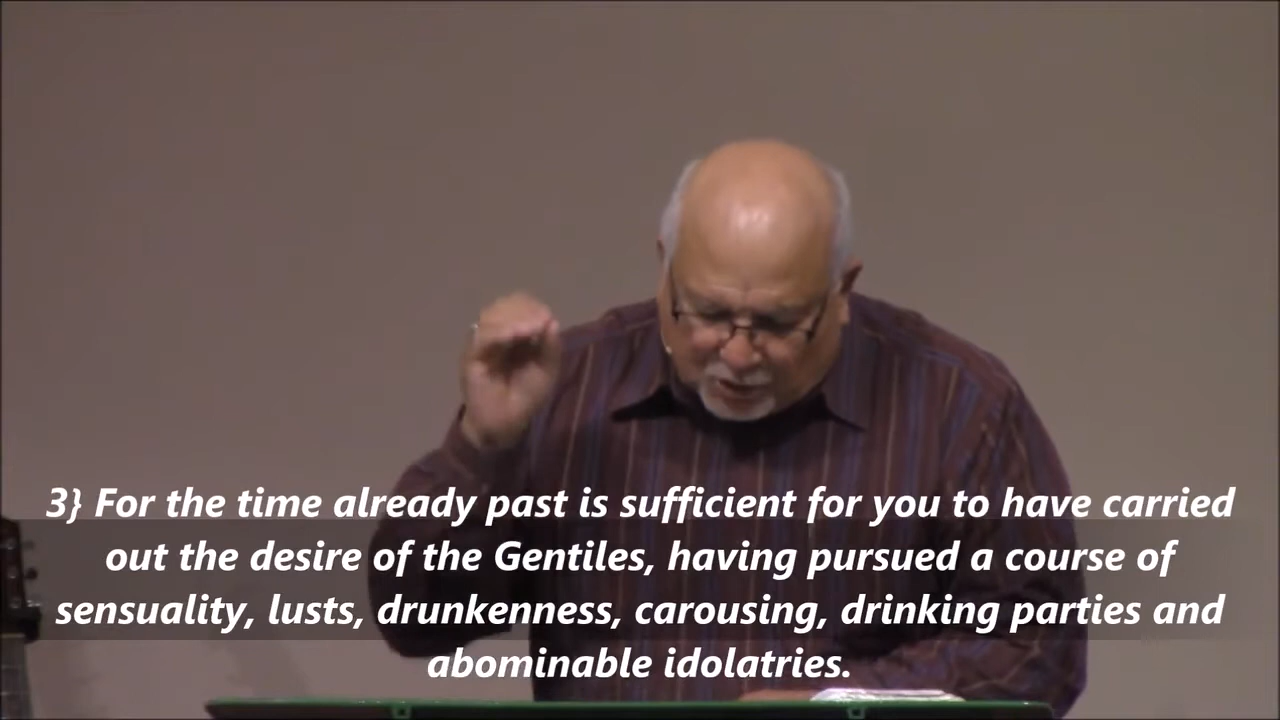 3} For the time already past is sufficient for you to have carried
out the desire of the Gentiles, having pursued a course of
sensuality, lusts, drunkenness, carousing, drinking parties and
abominable idolatries.